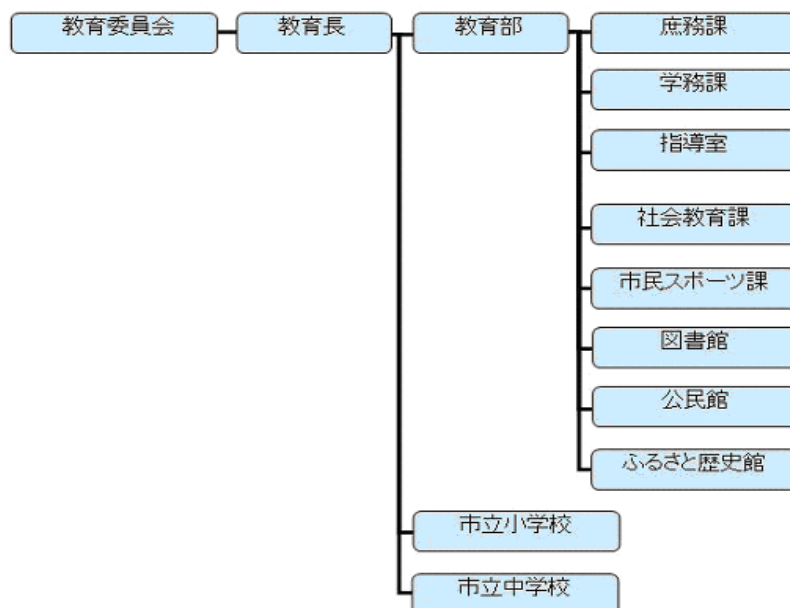 教育委員会
教育長
教育部
庶務課
学務課
指導室
社会教育課
市民スポーツ課
図書館
公民館
ふるさと歴史館
市立小学校
市立中学校